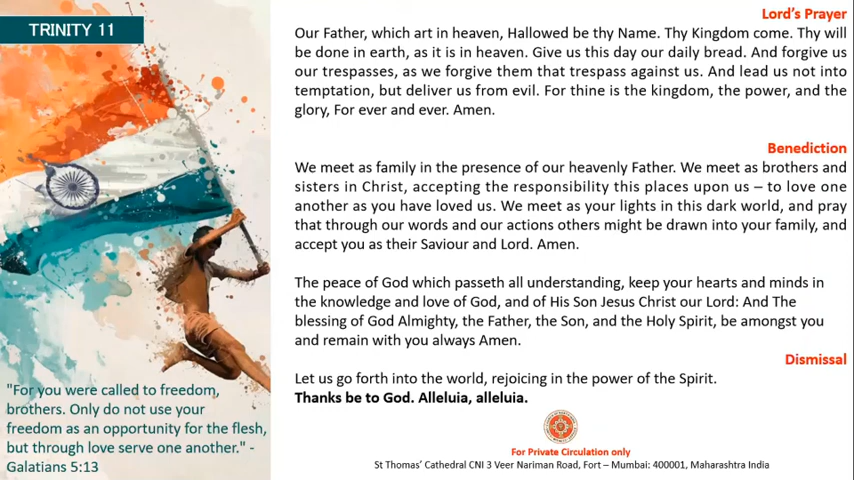 TRINITY 11
"For you were called to freedom,
brothers. Only do not use your
freedom as an opportunity for the flesh,
but through love serve one another." -
Galatians 5:13
Lord's Prayer
Our Father, which art in heaven, Hallowed be thy Name. Thy Kingdom come. Thy will
be done in earth, as it is in heaven. Give us this day our daily bread. And forgive us
our trespasses, as we forgive them that trespass against us. And lead us not into
temptation, but deliver us from evil. For thine is the kingdom, the power, and the
glory, For ever and ever. Amen.
Benediction
We meet as family in the presence of our heavenly Father. We meet as brothers and
sisters in Christ, accepting the responsibility this places upon us – to love one
another as you have loved us. We meet as your lights in this dark world, and pray
that through our words and our actions others might be drawn into your family, and
accept you as their Saviour and Lord. Amen.
The peace of God which passeth all understanding, keep your hearts and minds in
the knowledge and love of God, and of His Son Jesus Christ our Lord: And The
blessing of God Almighty, the Father, the Son, and the Holy Spirit, be amongst you
and remain with you always Amen.
Dismissal
Let us go forth into the world, rejoicing in the power of the Spirit.
Thanks be to God. Alleluia, alleluia.
For Private Circulation only
St Thomas' Cathedral CNI 3 Veer Nariman Road, Fort – Mumbai: 400001, Maharashtra India